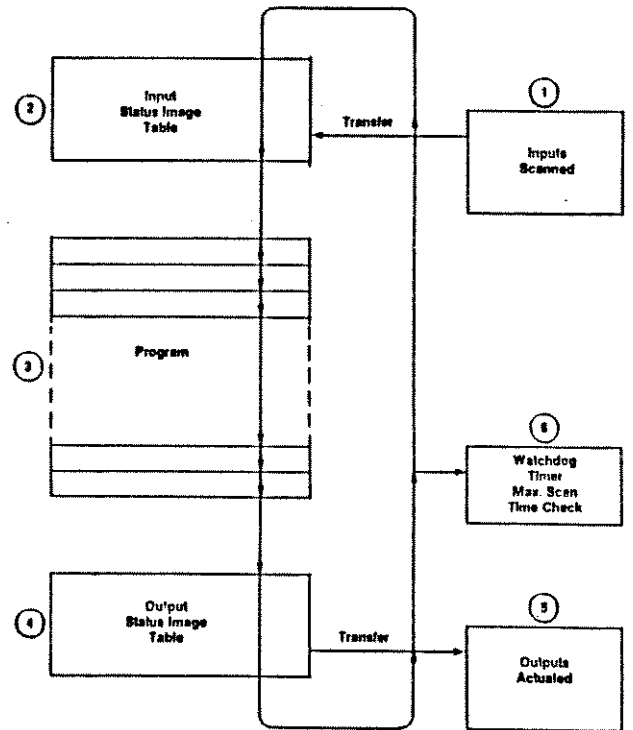 1
2
Input
Status Image
Table
Transfer
Inputs
Scanned
3
Program
6
Watchdog
Timer
Max. Scan
Time Check
4
Output
Status Image
Table
Transfer
5
Outputs
Actualed